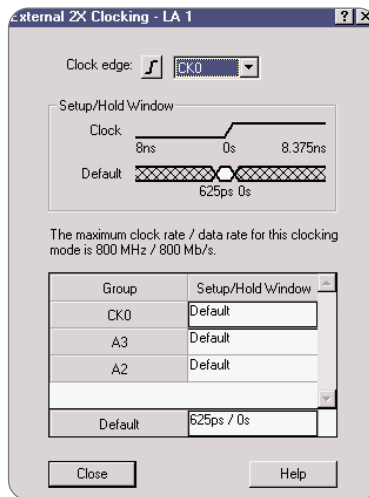 External 2X Clocking - LA 1
Clock edge: CK0
Setup/Hold Window
Clock
8ns 0s 8.375ns
Default
625ps 0s
The maximum clock rate / data rate for this clocking
mode is 800 MHz / 800 Mb/s.
Group Setup/Hold Window
CK0 Default
A3 Default
A2 Default
Default 625ps / 0s
Close Help